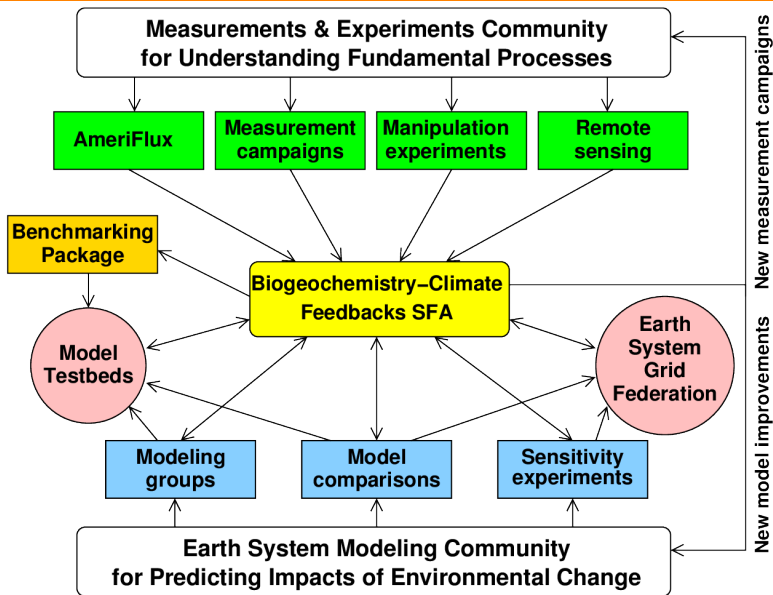 Measurements & Experiments Community
for Understanding Fundamental Processes
AmeriFlux
Measurement
campaigns
Manipulation
experiments
Remote
sensing
Benchmarking
Package
Biogeochemistry–Climate
Feedbacks SFA
Model
Testbeds
Earth
System
Grid
Federation
Modeling
groups
Model
comparisons
Sensitivity
experiments
Earth System Modeling Community
for Predicting Impacts of Environmental Change
New measurement campaigns
New model improvements